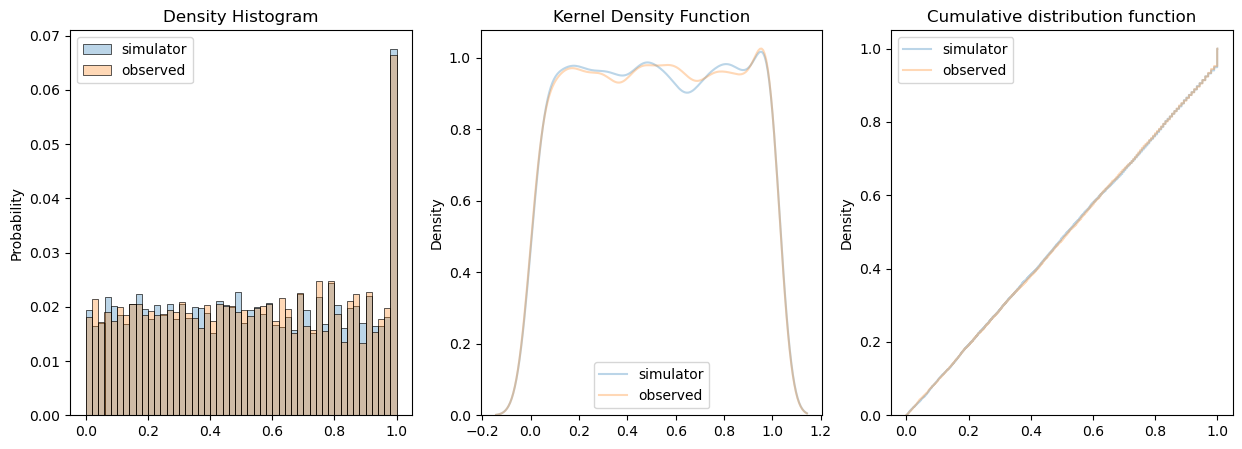 Density Histogram
Probability
0.07
0.06
0.05
0.04
0.03
0.02
0.01
0.00
0.0 0.2 0.4 0.6 0.8 1.0
simulator
observed
Kernel Density Function
Density
1.0
0.8
0.6
0.4
0.2
0.0
−0.2 0.0 0.2 0.4 0.6 0.8 1.0 1.2
simulator
observed
Cumulative distribution function
Density
1.0
0.8
0.6
0.4
0.2
0.0
0.0 0.2 0.4 0.6 0.8 1.0
simulator
observed